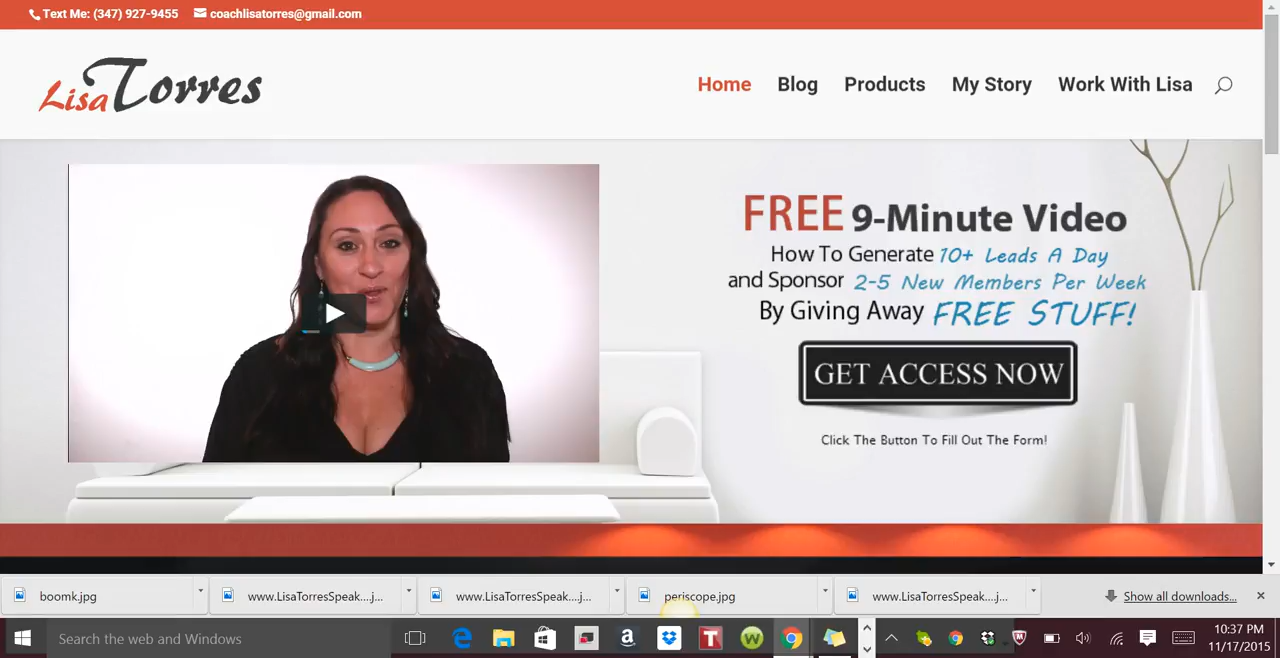 Text Me: (347) 927-9455 coachlisatorres@gmail.com
Lisa Torres
Home Blog Products My Story Work With Lisa
FREE 9-Minute Video
How To Generate 10+ Leads A Day
and Sponsor 2-5 New Members Per Week
By Giving Away FREE STUFF!
GET ACCESS NOW
Click The Button To Fill Out The Form!
boomk.jpg www.LisaTorresSpeak....j... www.LisaTorresSpeak....j... periscope.jpg www.LisaTorresSpeak....j... Show all downloads...
Search the web and Windows
10:37 PM
11/17/2015